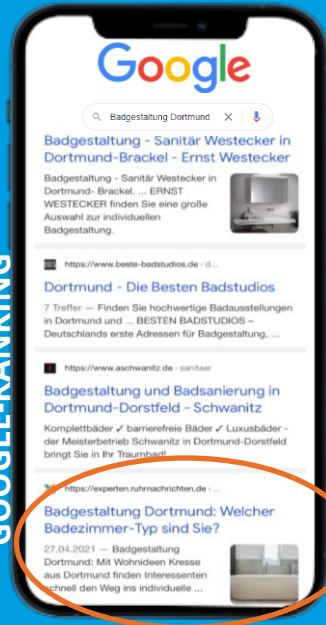 GOOGLE-RANKING
Google
Badgestaltung Dortmund
Badgestaltung - Sanitär Westecker in
Dortmund-Brackel - Ernst Westecker
Badgestaltung - Sanitär Westecker in
Dortmund- Brackel. ... ERNST
WESTECKER finden Sie eine große
Auswahl zur individuellen
Badgestaltung.
https://www.beste-badstudios.de › d...
Dortmund - Die Besten Badstudios
7 Treffer — Finden Sie hochwertige Badausstellungen
in Dortmund und ... BESTEN BADSTUDIOS –
Deutschlands erste Adressen für Badgestaltung, ...
https://www.aschwanitz.de › sanitaer
Badgestaltung und Badsanierung in
Dortmund-Dorstfeld - Schwanitz
Komplettbäder ✓ barrierefreie Bäder ✓ Luxusbäder -
der Meisterbetrieb Schwanitz in Dortmund-Dorstfeld
bringt Sie in Ihr Traumbad!
https://experten.ruhrnachrichten.de › ...
Badgestaltung Dortmund: Welcher
Badezimmer-Typ sind Sie?
27.04.2021 — Badgestaltung
Dortmund: Mit Wohnideen Kresse
aus Dortmund finden Interessenten
schnell den Weg ins individuelle ...